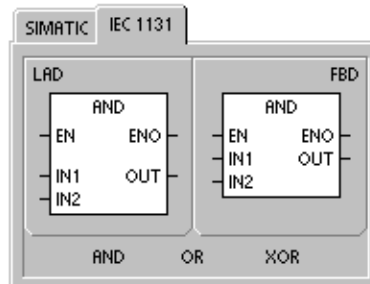 SIMATIC IEC 1131
LAD FBD
AND AND
EN ENO EN ENO
IN1 OUT IN1 OUT
IN2 IN2
AND OR XOR